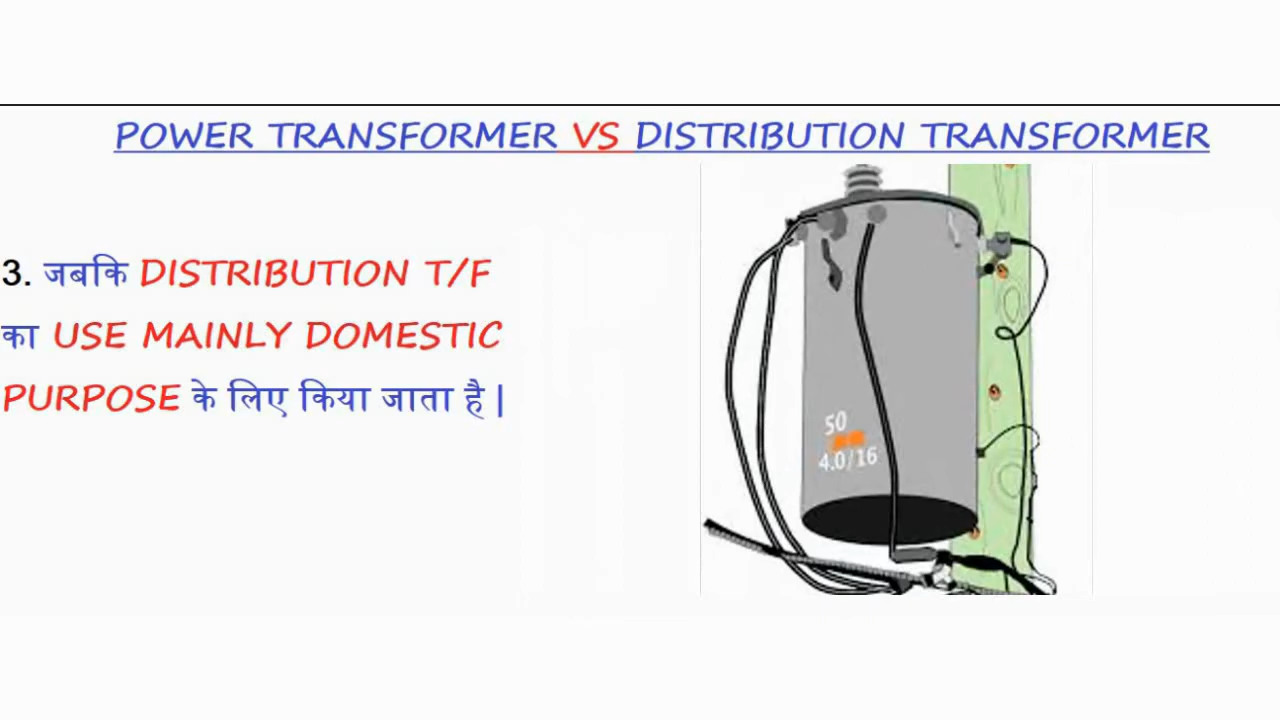 POWER TRANSFORMER VS DISTRIBUTION TRANSFORMER
3. जबकि DISTRIBUTION T/F
का USE MAINLY DOMESTIC
PURPOSE के लिए किया जाता है |
50
4.0/16